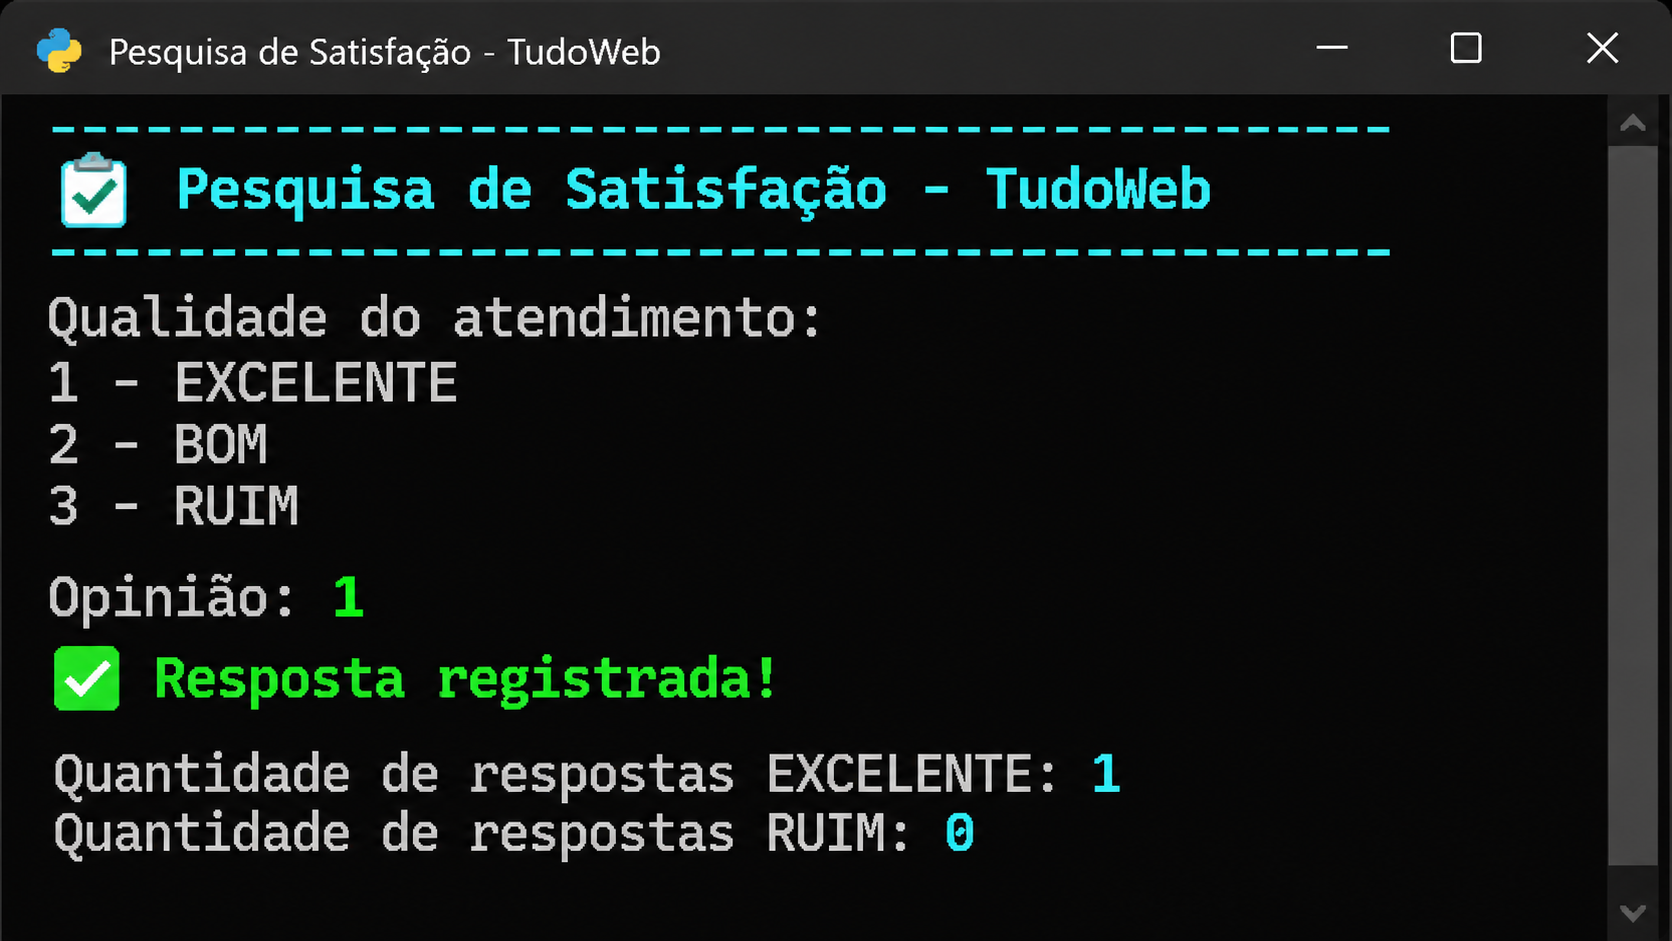 Pesquisa de Satisfação - TudoWeb
------------------------------------------
Pesquisa de Satisfação - TudoWeb
------------------------------------------
Qualidade do atendimento:
1 - EXCELENTE
2 - BOM
3 - RUIM
Opinião: 1
Resposta registrada!
Quantidade de respostas EXCELENTE: 1
Quantidade de respostas RUIM: 0